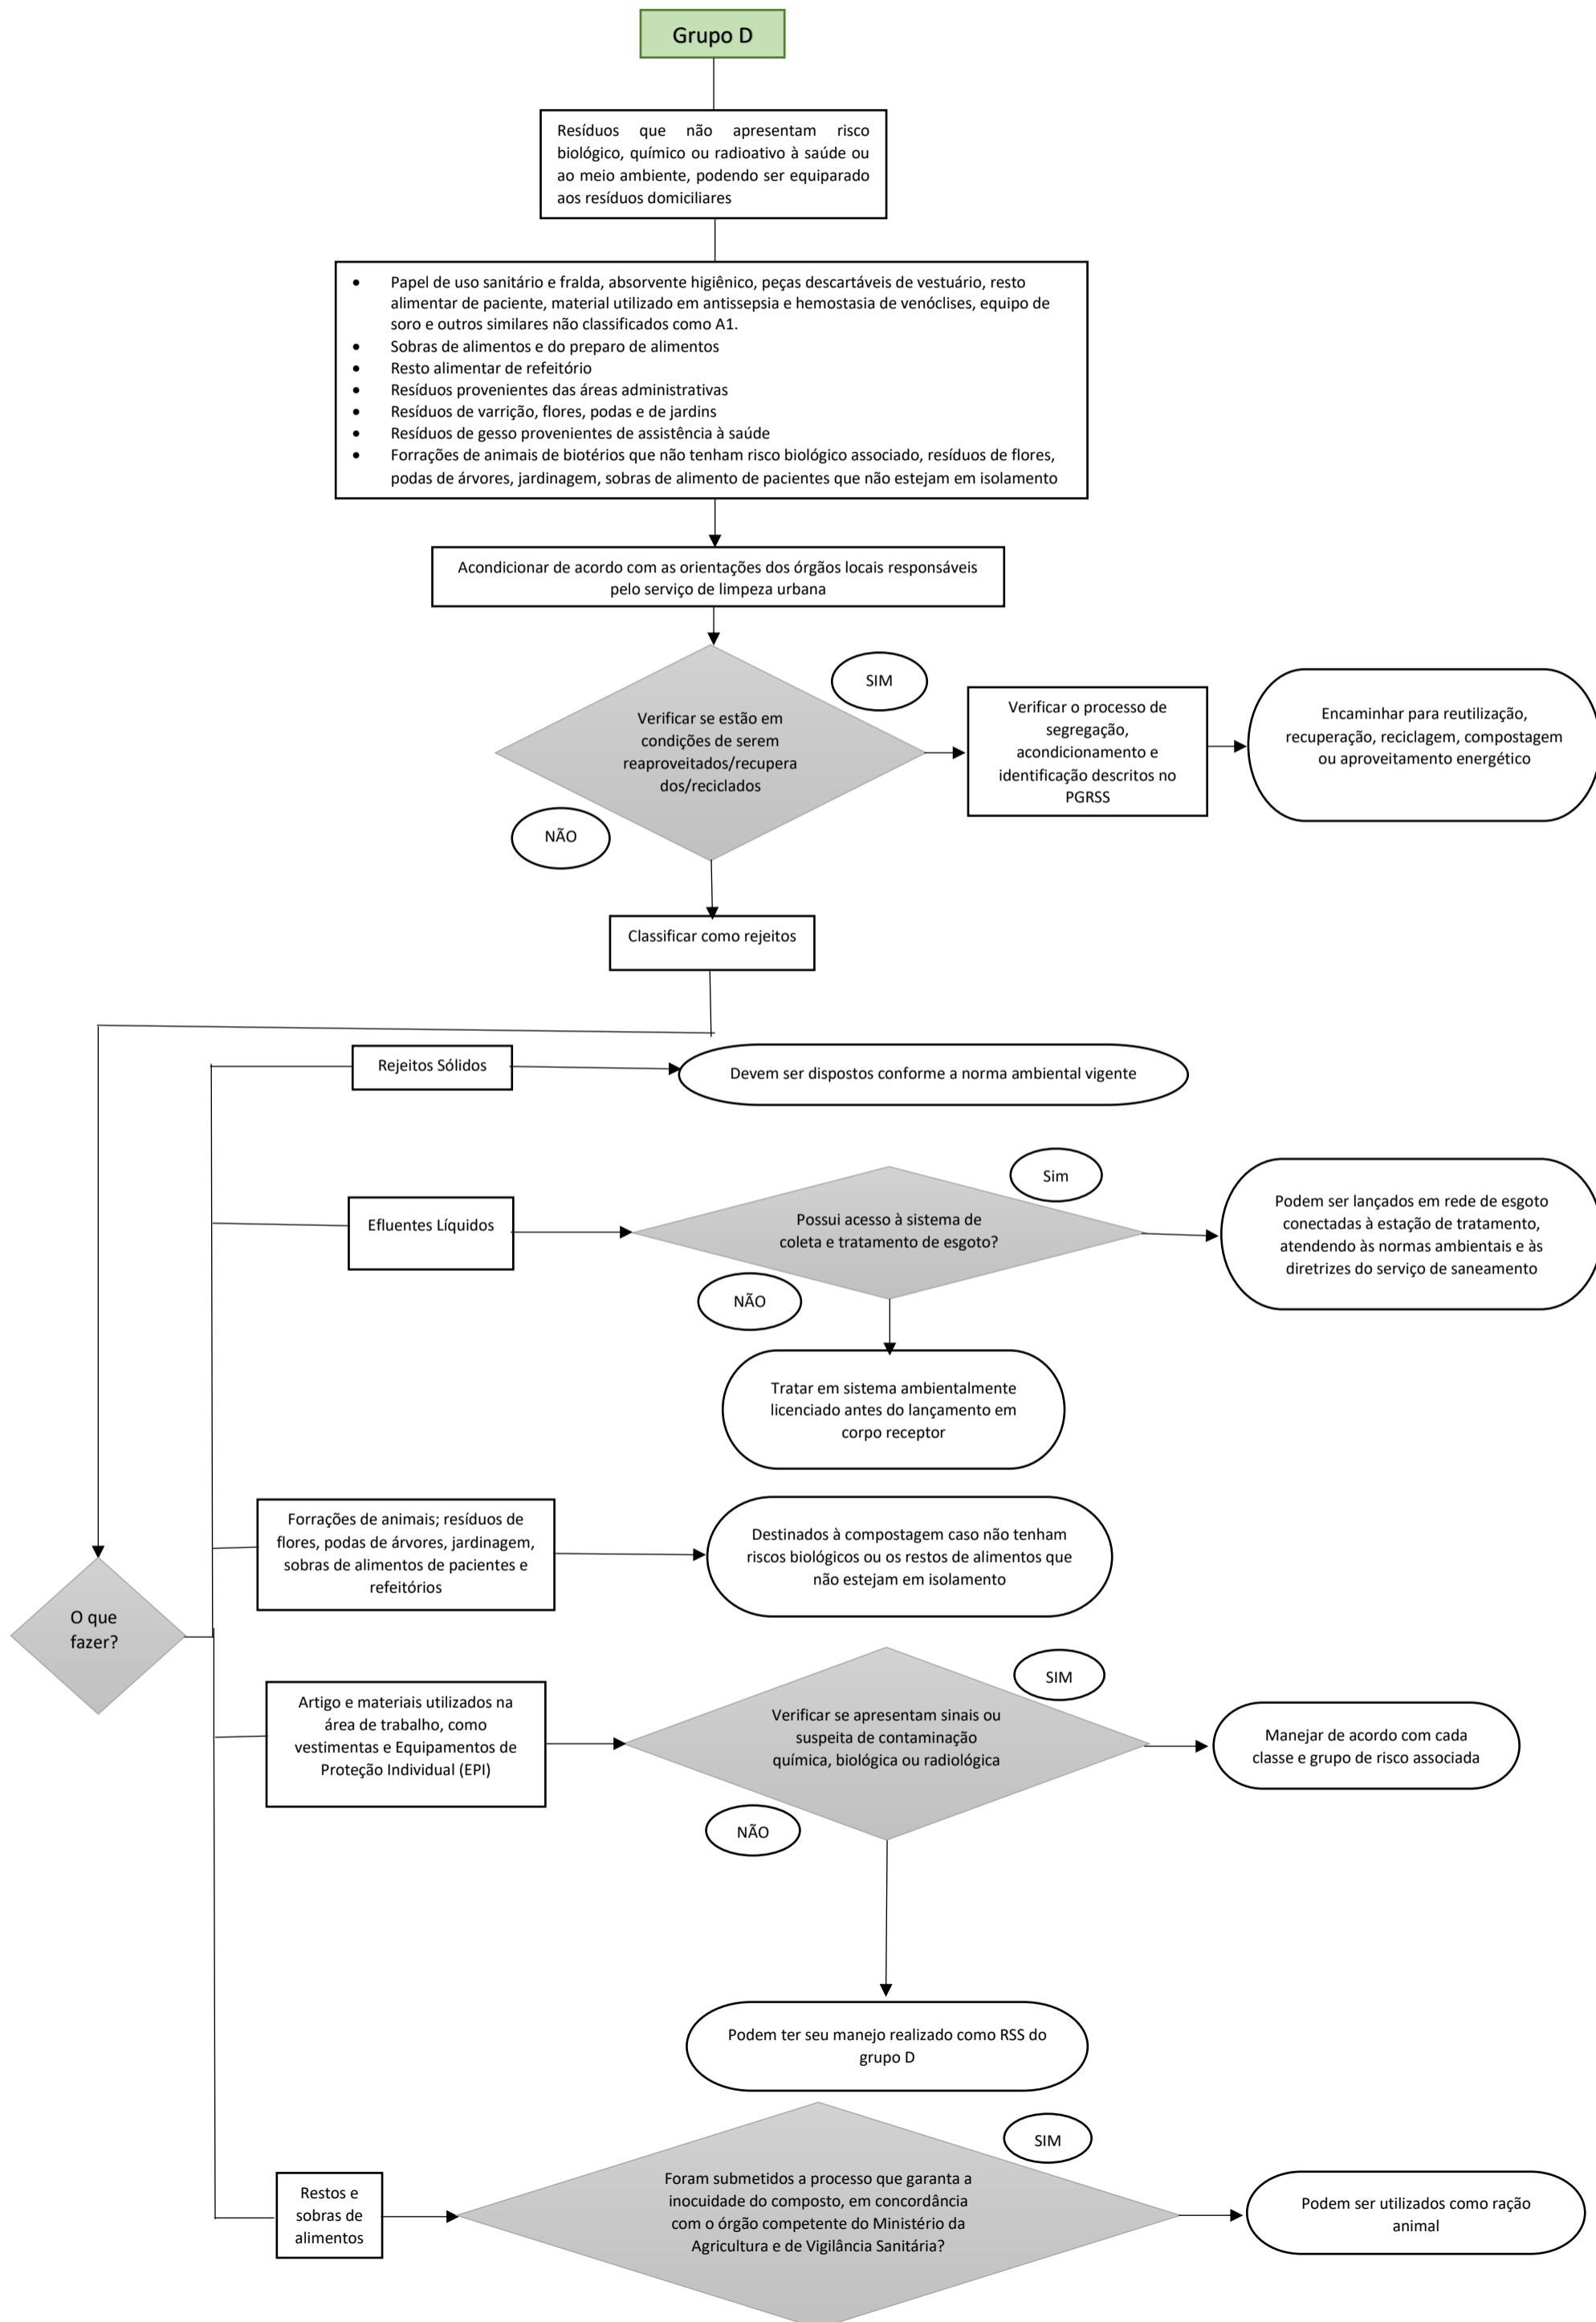 Grupo D
Resíduos que não apresentam risco
biológico, químico ou radioativo à saúde ou
ao meio ambiente, podendo ser equiparado
aos resíduos domiciliares
• Papel de uso sanitário e fralda, absorvente higiênico, peças descartáveis de vestuário, resto
alimentar de paciente, material utilizado em antissepsia e hemostasia de venóclises, equipo de
soro e outros similares não classificados como A1.
• Sobras de alimentos e do preparo de alimentos
• Resto alimentar de refeitório
• Resíduos provenientes das áreas administrativas
• Resíduos de varrição, flores, podas e de jardins
• Resíduos de gesso provenientes de assistência à saúde
• Forrações de animais de biotérios que não tenham risco biológico associado, resíduos de flores,
podas de árvores, jardinagem, sobras de alimento de pacientes que não estejam em isolamento
Acondicionar de acordo com as orientações dos órgãos locais responsáveis
pelo serviço de limpeza urbana
Verificar se estão em
condições de serem
reaproveitados/recupera
dos/reciclados
SIM
Verificar o processo de
segregação,
acondicionamento e
identificação descritos no
PGRSS
Encaminhar para reutilização,
recuperação, reciclagem, compostagem
ou aproveitamento energético
NÃO
Classificar como rejeitos
Rejeitos Sólidos
Devem ser dispostos conforme a norma ambiental vigente
Efluentes Líquidos
Possui acesso à sistema de
coleta e tratamento de esgoto?
Sim
Podem ser lançados em rede de esgoto
conectadas à estação de tratamento,
atendendo às normas ambientais e às
diretrizes do serviço de saneamento
NÃO
Tratar em sistema ambientalmente
licenciado antes do lançamento em
corpo receptor
Forrações de animais; resíduos de
flores, podas de árvores, jardinagem,
sobras de alimentos de pacientes e
refeitórios
Destinados à compostagem caso não tenham
riscos biológicos ou os restos de alimentos que
não estejam em isolamento
O que
fazer?
Artigo e materiais utilizados na
área de trabalho, como
vestimentas e Equipamentos de
Proteção Individual (EPI)
Verificar se apresentam sinais ou
suspeita de contaminação
química, biológica ou radiológica
SIM
Manejar de acordo com cada
classe e grupo de risco associada
NÃO
Podem ter seu manejo realizado como RSS do
grupo D
Restos e
sobras de
alimentos
Foram submetidos a processo que garanta a
inocuidade do composto, em concordância
com o órgão competente do Ministério da
Agricultura e de Vigilância Sanitária?
SIM
Podem ser utilizados como ração
animal